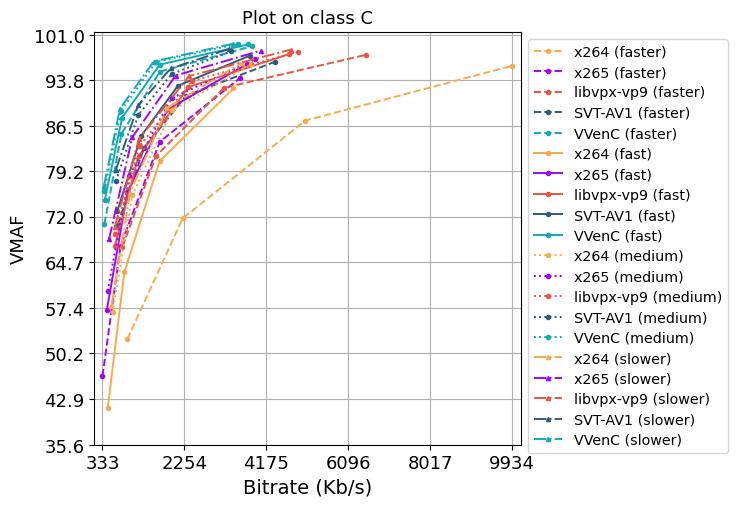 Plot on class C
VMAF
101.0
93.8
86.5
79.2
72.0
64.7
57.4
50.2
42.9
35.6
333 2254 4175 6096 8017 9934
Bitrate (Kb/s)
x264 (faster)
x265 (faster)
libvpx-vp9 (faster)
SVT-AV1 (faster)
VVenC (faster)
x264 (fast)
x265 (fast)
libvpx-vp9 (fast)
SVT-AV1 (fast)
VVenC (fast)
x264 (medium)
x265 (medium)
libvpx-vp9 (medium)
SVT-AV1 (medium)
VVenC (medium)
x264 (slower)
x265 (slower)
libvpx-vp9 (slower)
SVT-AV1 (slower)
VVenC (slower)